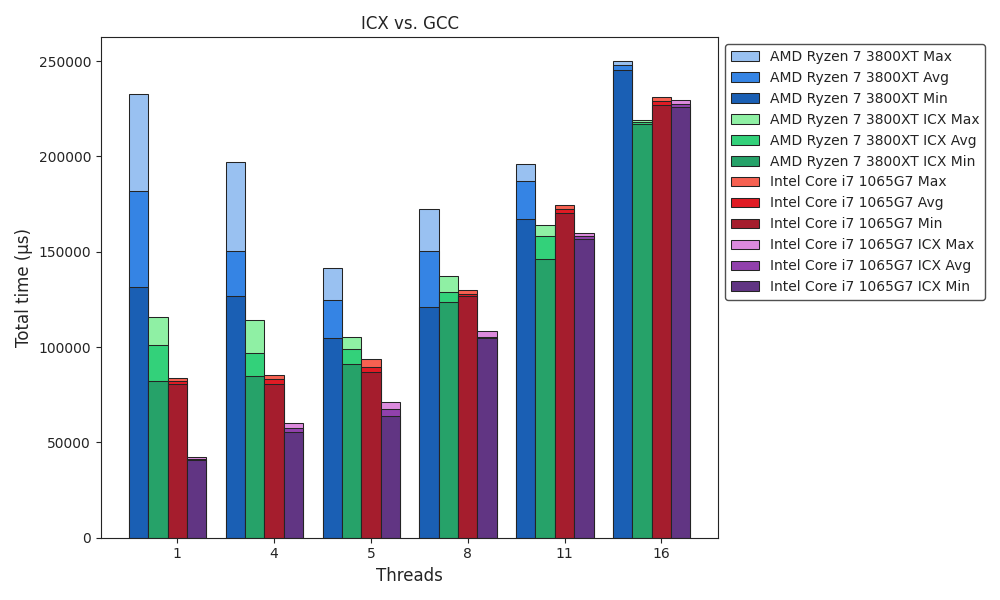 ICX vs. GCC
Total time (µs)
250000
200000
150000
100000
50000
0
1 4 5 8 11 16
Threads
AMD Ryzen 7 3800XT Max
AMD Ryzen 7 3800XT Avg
AMD Ryzen 7 3800XT Min
AMD Ryzen 7 3800XT ICX Max
AMD Ryzen 7 3800XT ICX Avg
AMD Ryzen 7 3800XT ICX Min
Intel Core i7 1065G7 Max
Intel Core i7 1065G7 Avg
Intel Core i7 1065G7 Min
Intel Core i7 1065G7 ICX Max
Intel Core i7 1065G7 ICX Avg
Intel Core i7 1065G7 ICX Min